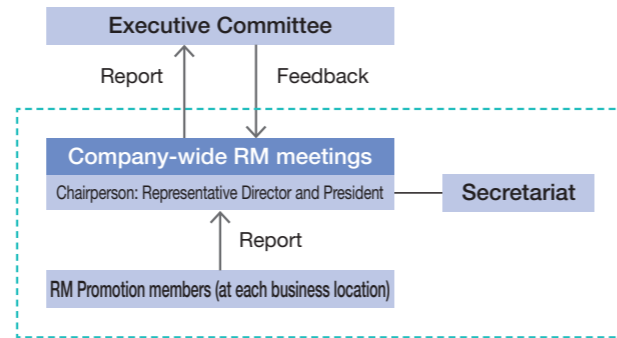 Executive Committee
Report
Feedback
Company-wide RM meetings
Chairperson: Representative Director and President
Secretariat
Report
RM Promotion members (at each business location)